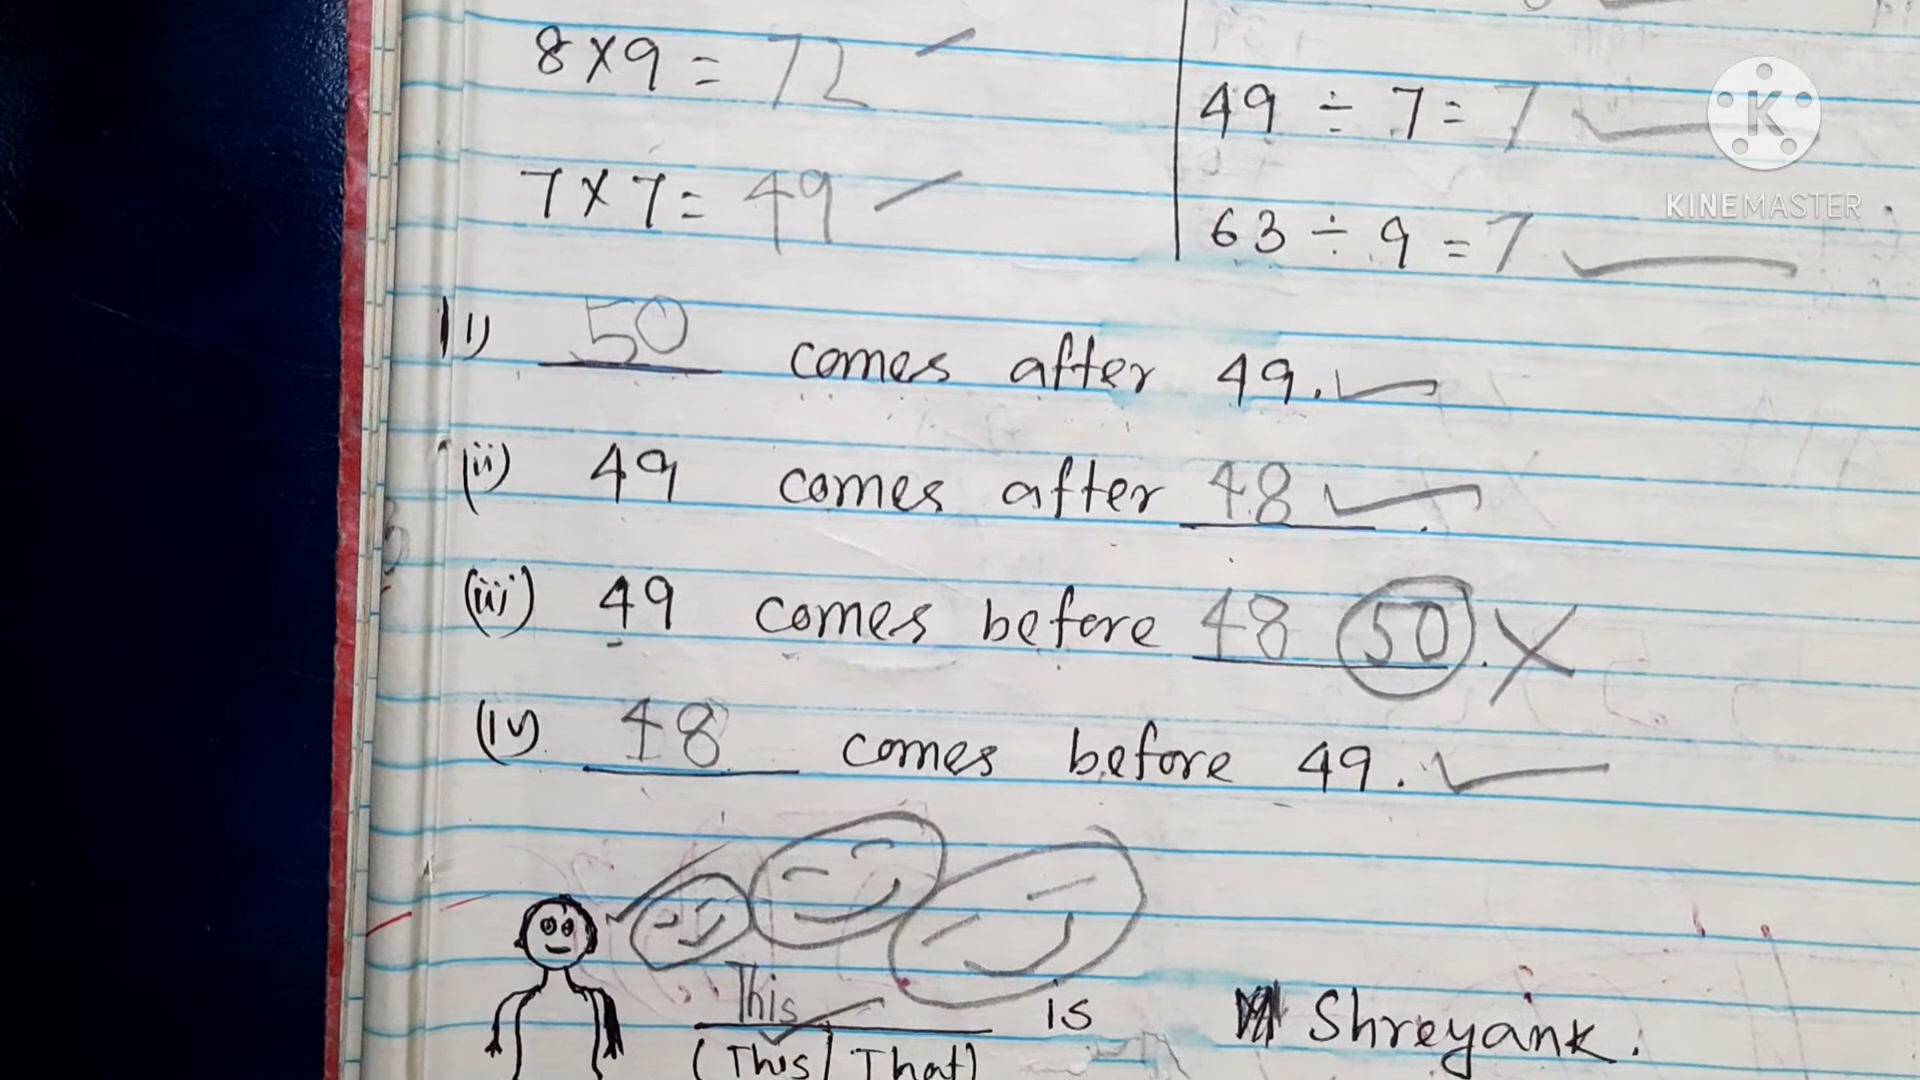 8 × 9 = 72
7 × 7 = 49
49 ÷ 7 = 7
63 ÷ 9 = 7
K
KINEMASTER
i) 50 comes after 49.
(ii) 49 comes after 48.
(iii) 49 comes before 48 50.
(iv) 48 comes before 49.
This is Shreyank.
(This / That)